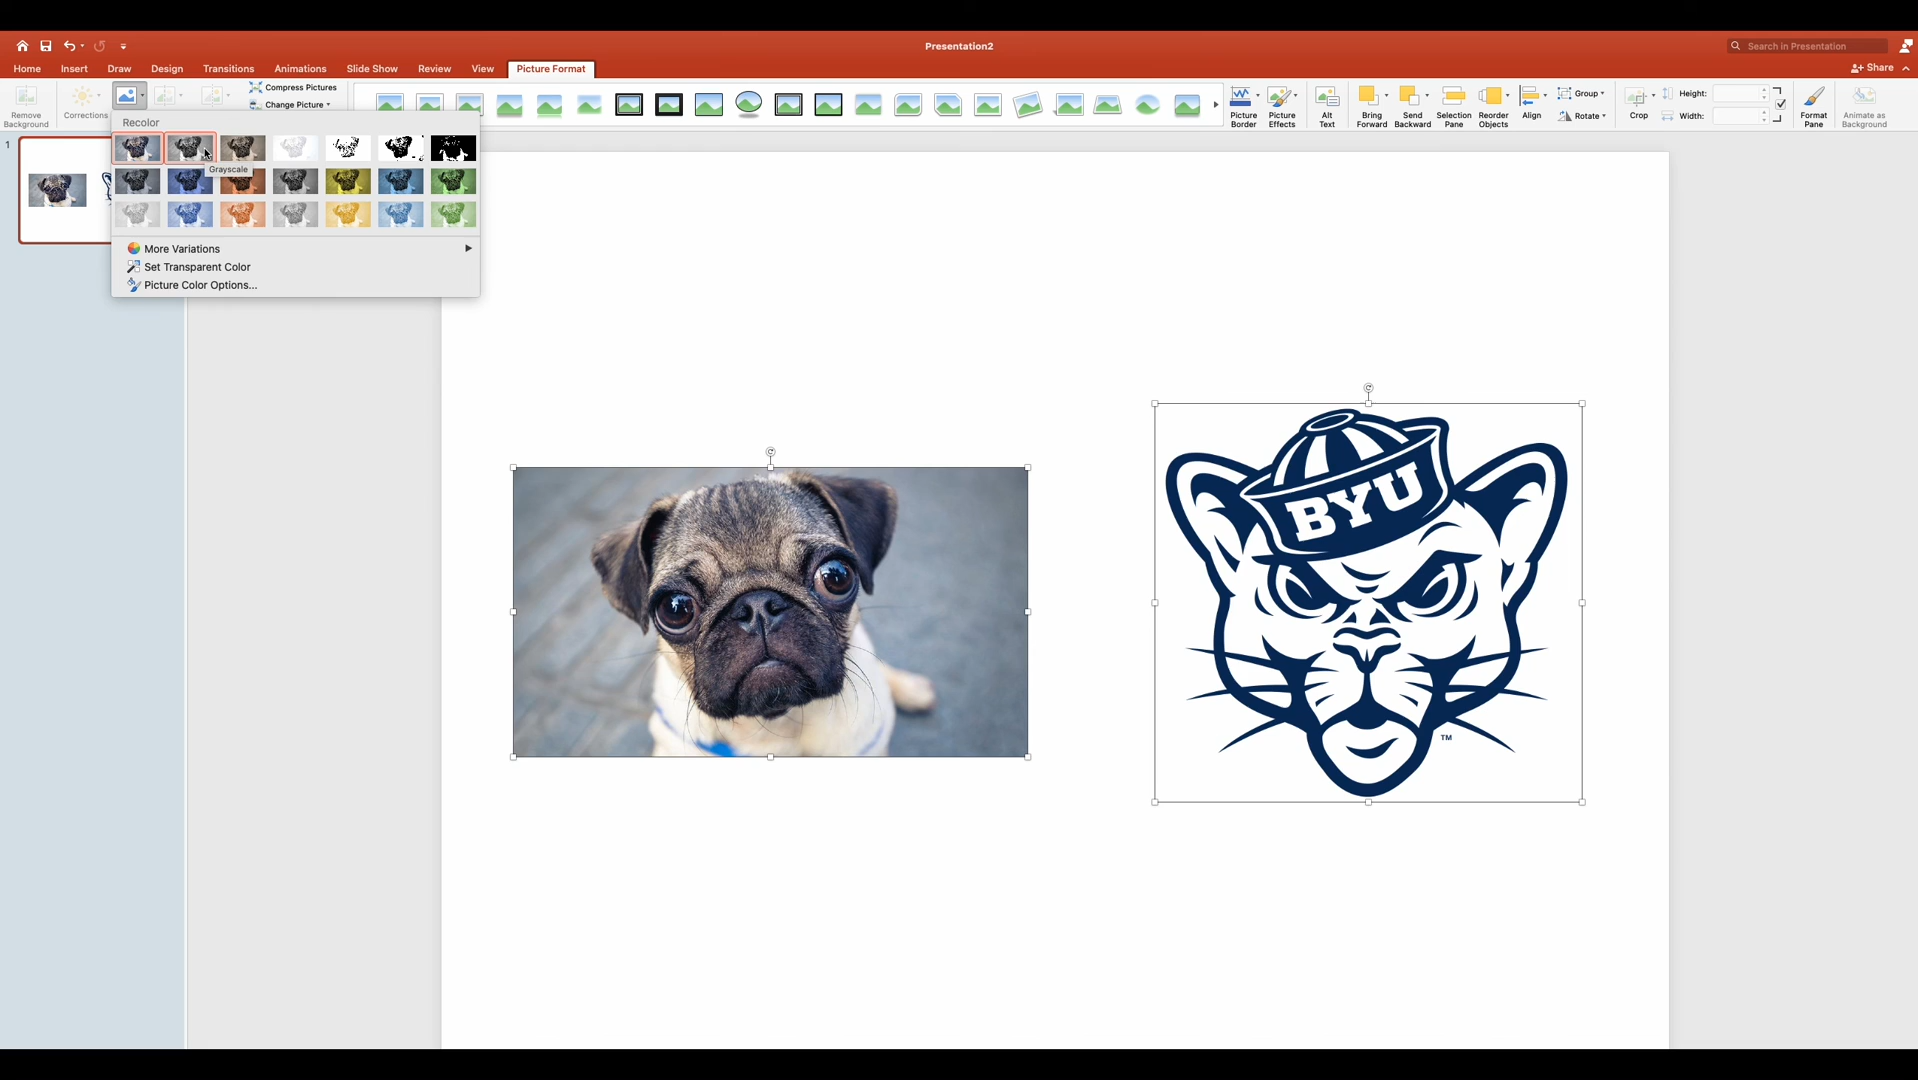 Presentation2
Search in Presentation
Home Insert Draw Design Transitions Animations Slide Show Review View Picture Format
Share
Remove Background
Corrections
Compress Pictures
Change Picture
Picture Border
Picture Effects
Alt Text
Bring Forward
Send Backward
Selection Pane
Reorder Objects
Align
Group
Rotate
Crop
Height:
Width:
Format Pane
Animate as Background
Recolor
Grayscale
More Variations
Set Transparent Color
Picture Color Options...
1
BYU
TM